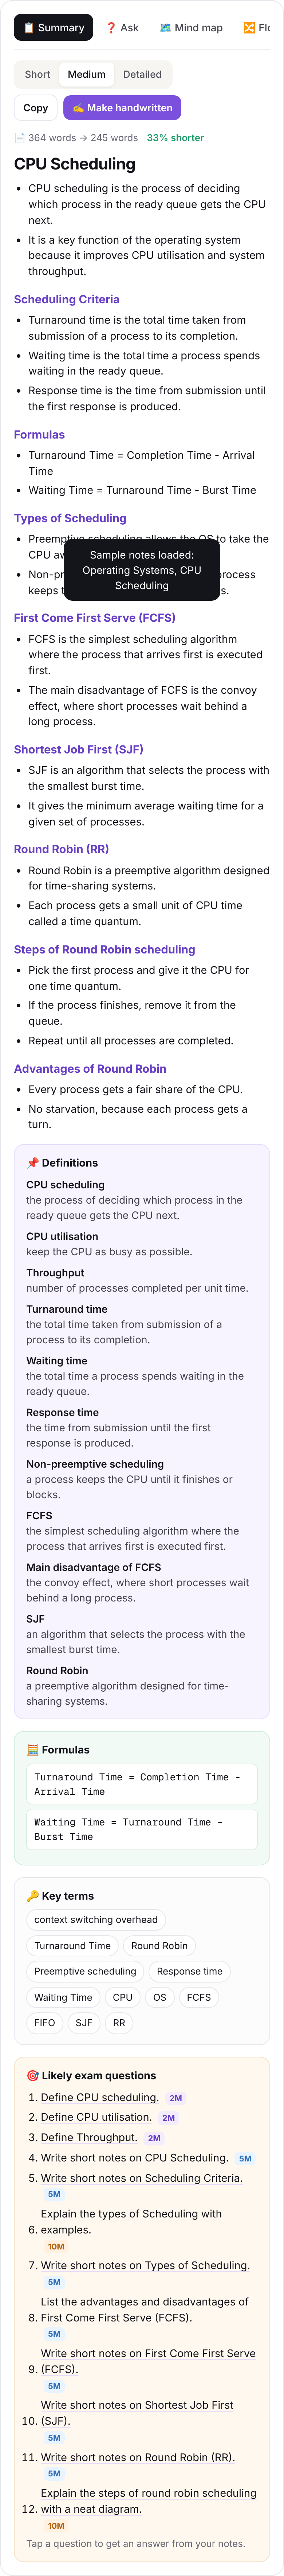 📋 Summary ❓ Ask 🗺️ Mind map 🔀 Flo
Short Medium Detailed
Copy ✍️ Make handwritten
📄 364 words → 245 words 33% shorter
CPU Scheduling
• CPU scheduling is the process of deciding
which process in the ready queue gets the CPU
next.
• It is a key function of the operating system
because it improves CPU utilisation and system
throughput.
Scheduling Criteria
• Turnaround time is the total time taken from
submission of a process to its completion.
• Waiting time is the total time a process spends
waiting in the ready queue.
• Response time is the time from submission until
the first response is produced.
Formulas
• Turnaround Time = Completion Time - Arrival
Time
• Waiting Time = Turnaround Time - Burst Time
Types of Scheduling
• Preemptive scheduling allows the OS to take the
CPU
Sample notes loaded:
Operating Systems, CPU
Scheduling
• process
keeps
First Come First Serve (FCFS)
• FCFS is the simplest scheduling algorithm
where the process that arrives first is executed
first.
• The main disadvantage of FCFS is the convoy
effect, where short processes wait behind a
long process.
Shortest Job First (SJF)
• SJF is an algorithm that selects the process with
the smallest burst time.
• It gives the minimum average waiting time for a
given set of processes.
Round Robin (RR)
• Round Robin is a preemptive algorithm designed
for time-sharing systems.
• Each process gets a small unit of CPU time
called a time quantum.
Steps of Round Robin scheduling
• Pick the first process and give it the CPU for
one time quantum.
• If the process finishes, remove it from the
queue.
• Repeat until all processes are completed.
Advantages of Round Robin
• Every process gets a fair share of the CPU.
• No starvation, because each process gets a
turn.
📌 Definitions
CPU scheduling
the process of deciding which process in the
ready queue gets the CPU next.
CPU utilisation
keep the CPU as busy as possible.
Throughput
number of processes completed per unit time.
Turnaround time
the total time taken from submission of a
process to its completion.
Waiting time
the total time a process spends waiting in the
ready queue.
Response time
the time from submission until the first
response is produced.
Non-preemptive scheduling
a process keeps the CPU until it finishes or
blocks.
FCFS
the simplest scheduling algorithm where the
process that arrives first is executed first.
Main disadvantage of FCFS
the convoy effect, where short processes wait
behind a long process.
SJF
an algorithm that selects the process with the
smallest burst time.
Round Robin
a preemptive algorithm designed for time-
sharing systems.
🧮 Formulas
Turnaround Time = Completion Time -
Arrival Time
Waiting Time = Turnaround Time -
Burst Time
🔑 Key terms
context switching overhead
Turnaround Time Round Robin
Preemptive scheduling Response time
Waiting Time CPU OS FCFS
FIFO SJF RR
🎯 Likely exam questions
1. Define CPU scheduling. 2M
2. Define CPU utilisation. 2M
3. Define Throughput. 2M
4. Write short notes on CPU Scheduling. 5M
5. Write short notes on Scheduling Criteria.
5M
Explain the types of Scheduling with
6. examples.
10M
7. Write short notes on Types of Scheduling.
5M
List the advantages and disadvantages of
8. First Come First Serve (FCFS).
5M
Write short notes on First Come First Serve
9. (FCFS).
5M
Write short notes on Shortest Job First
10. (SJF).
5M
11. Write short notes on Round Robin (RR).
5M
Explain the steps of round robin scheduling
12. with a neat diagram.
10M
Tap a question to get an answer from your notes.